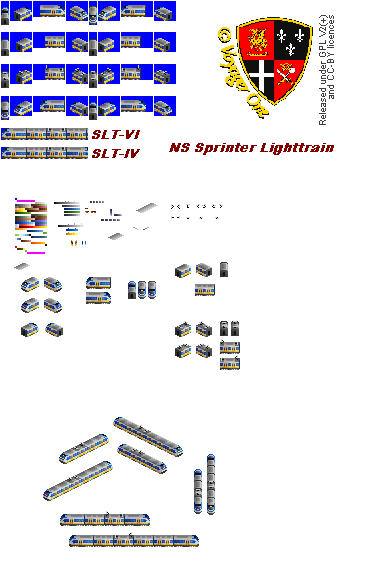 © Voyager One
Released under GPL v2(+)
and CC-BY licences
SLT-VI
SLT-IV
NS Sprinter Lighttrain